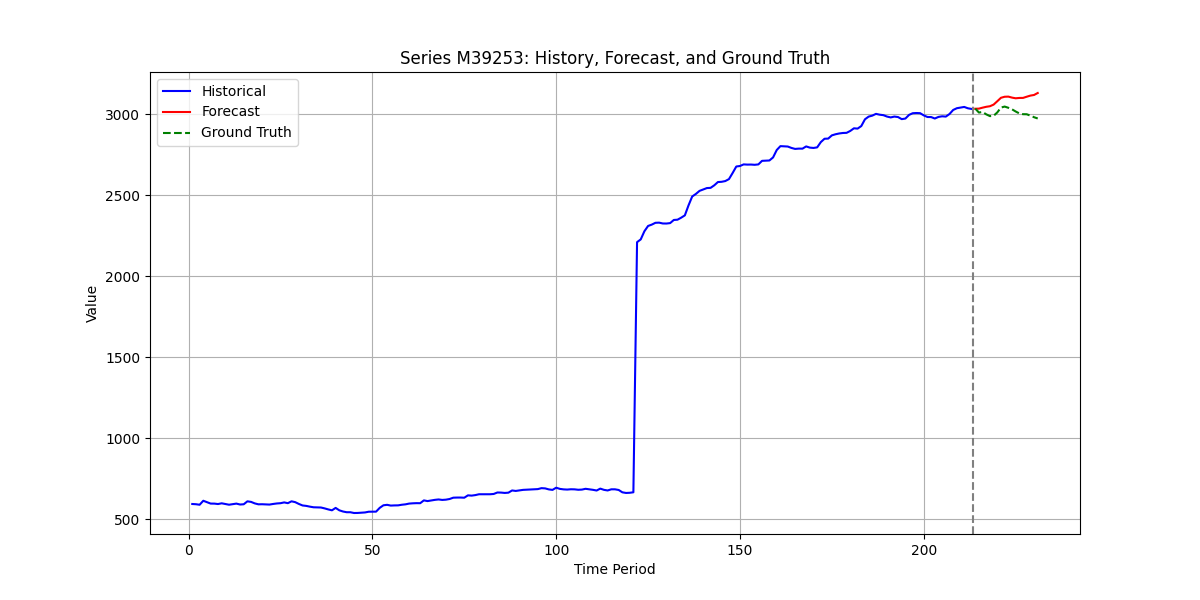 Series M39253: History, Forecast, and Ground Truth
Historical
Forecast
Ground Truth
3000
2500
2000
1500
1000
500
Value
0
50
100
150
200
Time Period